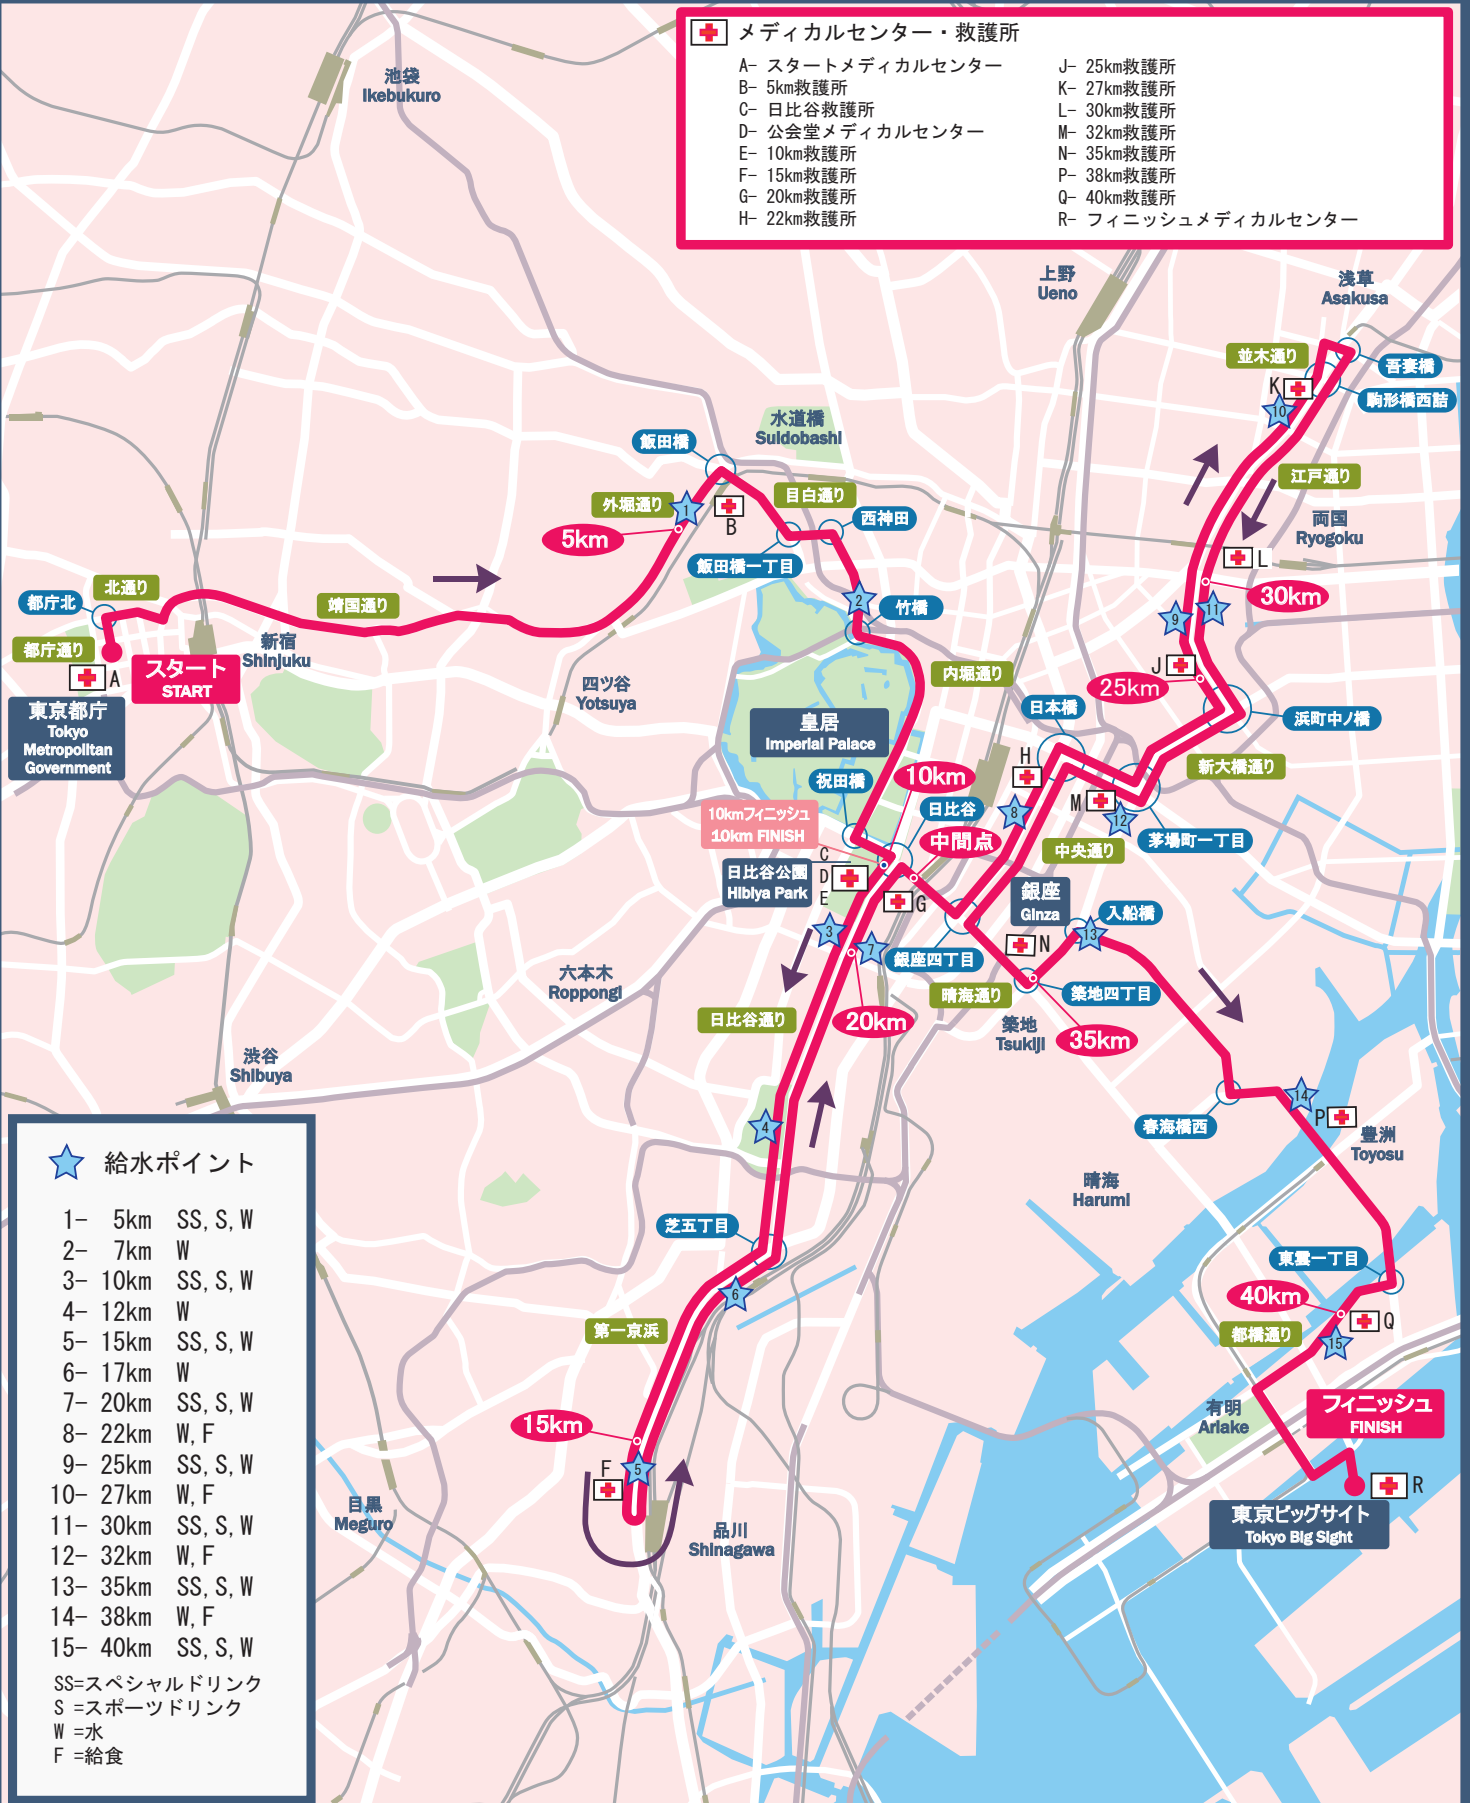 メディカルセンター・救護所
A- スタートメディカルセンター
B- 5km救護所
C- 日比谷救護所
D- 公会堂メディカルセンター
E- 10km救護所
F- 15km救護所
G- 20km救護所
H- 22km救護所
J- 25km救護所
K- 27km救護所
L- 30km救護所
M- 32km救護所
N- 35km救護所
P- 38km救護所
Q- 40km救護所
R- フィニッシュメディカルセンター
池袋
Ikebukuro
上野
Ueno
浅草
Asakusa
並木通り
吾妻橋
K
駒形橋西詰
10
水道橋
Suidobashi
飯田橋
江戸通り
目白通り
外堀通り
1
西神田
B
両国
Ryogoku
5km
L
飯田橋一丁目
北通り
30km
都庁北
靖国通り
2
竹橋
11
9
都庁通り
新宿
Shinjuku
スタート
START
A
J
内堀通り
25km
四ツ谷
Yotsuya
東京都庁
Tokyo
Metropolitan
Government
皇居
Imperial Palace
日本橋
浜町中ノ橋
H
新大橋通り
10km
祝田橋
M
日比谷
8
12
10kmフィニッシュ
10km FINISH
中間点
茅場町一丁目
中央通り
C
D
E
日比谷公園
Hibiya Park
銀座
Ginza
G
入船橋
3
13
N
7
銀座四丁目
六本木
Roppongi
晴海通り
築地四丁目
日比谷通り
20km
築地
Tsukiji
35km
渋谷
Shibuya
14
P
4
春海橋西
豊洲
Toyosu
晴海
Harumi
芝五丁目
東雲一丁目
6
40km
Q
第一京浜
都橋通り
15
15km
有明
Ariake
フィニッシュ
FINISH
F
5
R
目黒
Meguro
東京ビッグサイト
Tokyo Big Sight
品川
Shinagawa
給水ポイント
1- 5km SS,S,W
2- 7km W
3- 10km SS,S,W
4- 12km W
5- 15km SS,S,W
6- 17km W
7- 20km SS,S,W
8- 22km W,F
9- 25km SS,S,W
10- 27km W,F
11- 30km SS,S,W
12- 32km W,F
13- 35km SS,S,W
14- 38km W,F
15- 40km SS,S,W
SS=スペシャルドリンク
S =スポーツドリンク
W =水
F =給食